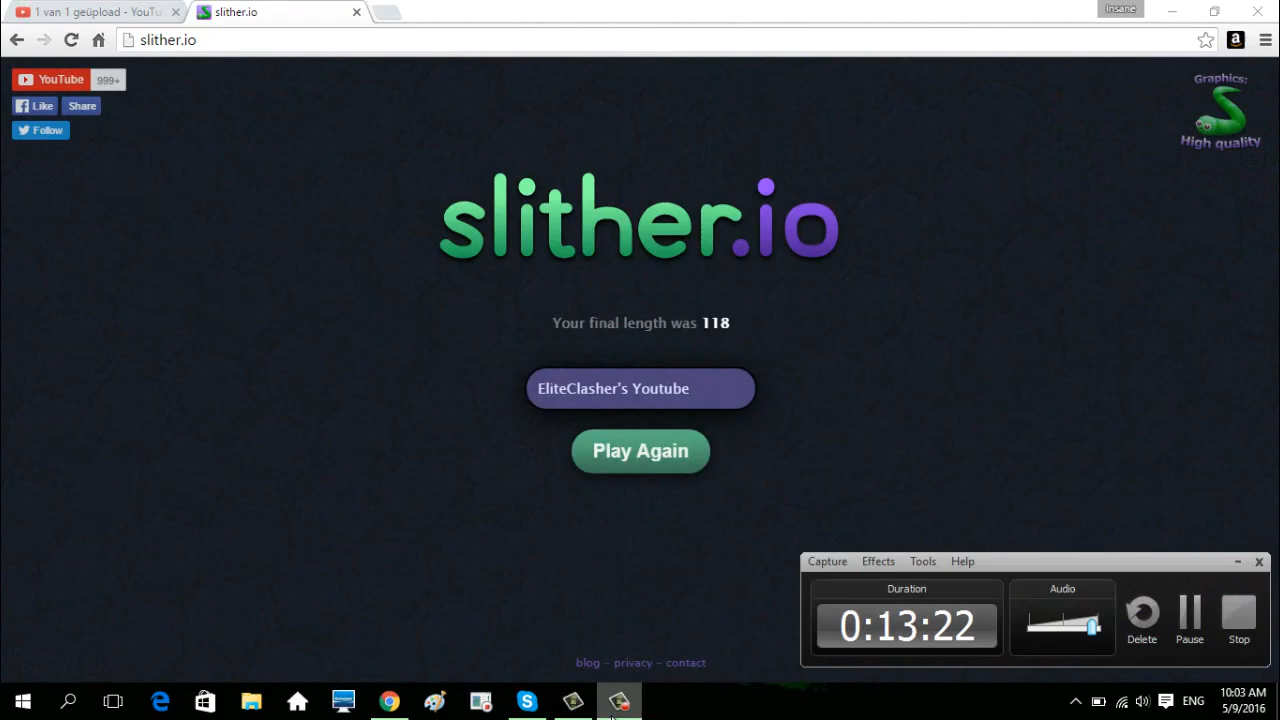 1 van 1 geüpload - YouTu
slither.io
Insane
slither.io
YouTube 999+
Like Share
Follow
Graphics:
High quality
slither.io
Your final length was 118
EliteClasher's Youtube
Play Again
Capture Effects Tools Help
Duration Audio
0:13:22
Delete Pause Stop
blog - privacy - contact
ENG
10:03 AM
5/9/2016